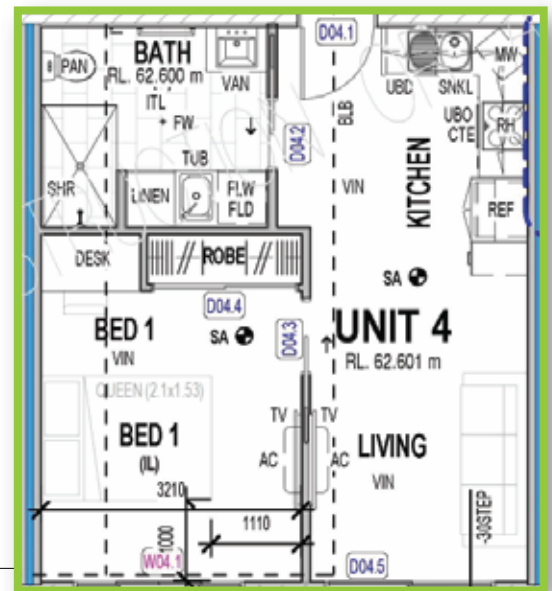 D04.1
BATH
RL. 62.600 m
PAN
VAN
ITL
FW
TUB
D04.2
BLB
UBD
SNKL
MW
UBO
CTE
RH
KITCHEN
VIN
SHR
LINEN
FLW
FLD
REF
DESK
ROBE
SA
D04.4
BED 1
VIN
SA
D04.3
UNIT 4
RL. 62.601 m
QUEEN (2.1x1.53)
BED 1
(IL)
TV
TV
AC
AC
LIVING
VIN
3210
1110
1000
-30STEP
W04.1
D04.5